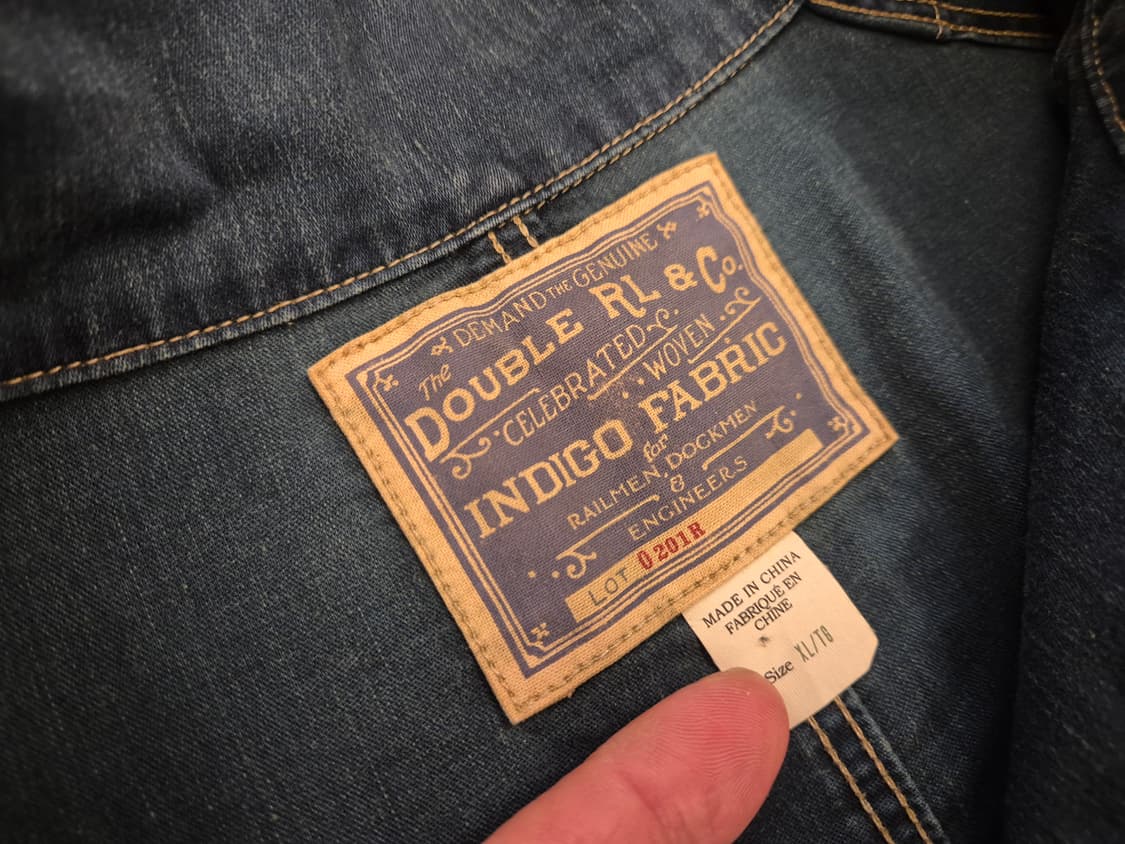 DEMAND THE GENUINE
The
DOUBLE RL & Co.
CELEBRATED
WOVEN
INDIGO FABRIC
for
RAILMEN, DOCKMEN
&
ENGINEERS
LOT 0201R
MADE IN CHINA
FABRIQUÉ EN
CHINE
Size XL/TG